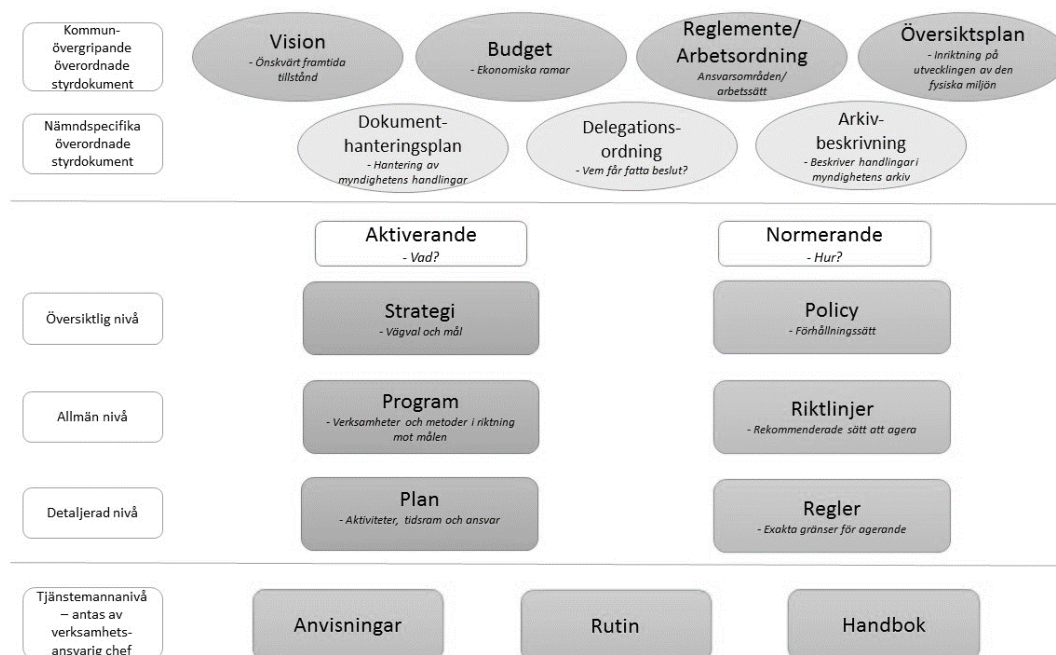 Kommun-
övergripande
överordnade
styrdokument
Vision
- Önskvärt framtida
tillstånd
Budget
- Ekonomiska ramar
Reglemente/
Arbetsordning
Ansvarsområden/
arbetssätt
Översiktsplan
- Inriktning på
utvecklingen av den
fysiska miljön
Nämndspecifika
överordnade
styrdokument
Dokument-
hanteringsplan
- Hantering av
myndighetens handlingar
Delegations-
ordning
- Vem får fatta beslut?
Arkiv-
beskrivning
- Beskriver handlingar i
myndighetens arkiv
Aktiverande
- Vad?
Normerande
- Hur?
Översiktlig nivå
Strategi
- Vägval och mål
Policy
- Förhållningssätt
Allmän nivå
Program
- Verksamheter och metoder i riktning
mot målen
Riktlinjer
- Rekommenderade sätt att agera
Detaljerad nivå
Plan
- Aktiviteter, tidsram och ansvar
Regler
- Exakta gränser för agerande
Tjänstemannanivå
– antas av
verksamhets-
ansvarig chef
Anvisningar
Rutin
Handbok